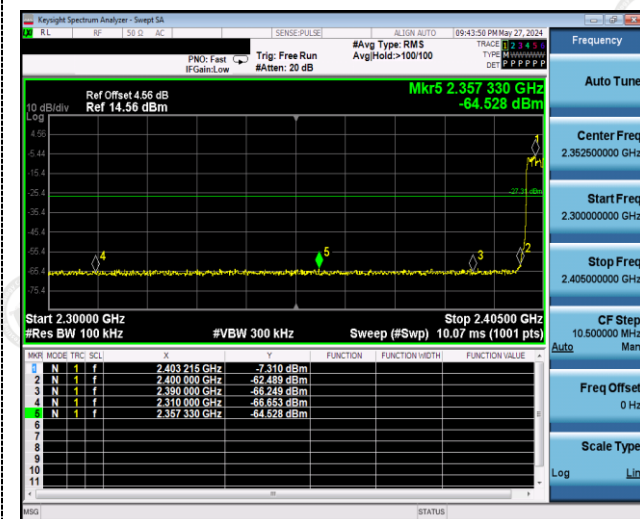 Keysight Spectrum Analyzer - Swept SA
RL RF 50 Ω AC SENSE:PULSE ALIGN AUTO 09:43:50 PM May 27, 2024
Frequency
PNO: Fast
IFGain:Low
Trig: Free Run
#Atten: 20 dB
#Avg Type: RMS
Avg|Hold:>100/100
TRACE 1 2 3 4 5 6
TYPE M W W W W W
DET P P P P P P
Auto Tune
Ref Offset 4.56 dB
10 dB/div Ref 14.56 dBm
Log
Mkr5 2.357 330 GHz
-64.528 dBm
4.56
-5.44
-15.4
-25.4
-35.4
-45.4
-55.4
-65.4
-75.4
-27.31 dBm
1
2
3
4
5
Center Freq
2.352500000 GHz
Start Freq
2.300000000 GHz
Stop Freq
2.405000000 GHz
Start 2.30000 GHz Stop 2.40500 GHz
#Res BW 100 kHz #VBW 300 kHz Sweep (#Swp) 10.07 ms (1001 pts)
CF Step
10.500000 MHz
Auto Man
MKR MODE TRC SCL X Y FUNCTION FUNCTION WIDTH FUNCTION VALUE
1 N 1 f 2.403 215 GHz -7.310 dBm
2 N 1 f 2.400 000 GHz -62.489 dBm
3 N 1 f 2.390 000 GHz -66.249 dBm
4 N 1 f 2.310 000 GHz -66.653 dBm
5 N 1 f 2.357 330 GHz -64.528 dBm
6
7
8
9
10
11
Freq Offset
0 Hz
Scale Type
Log Lin
MSG STATUS